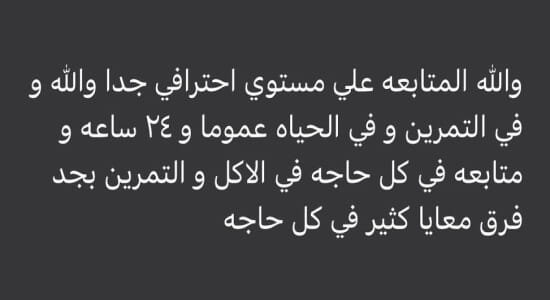 والله المتابعه علي مستوي احترافي جدا والله و
في التمرين و في الحياه عموما و ٢٤ ساعه و
متابعه في كل حاجه في الاكل و التمرين بجد
فرق معايا كثير في كل حاجه